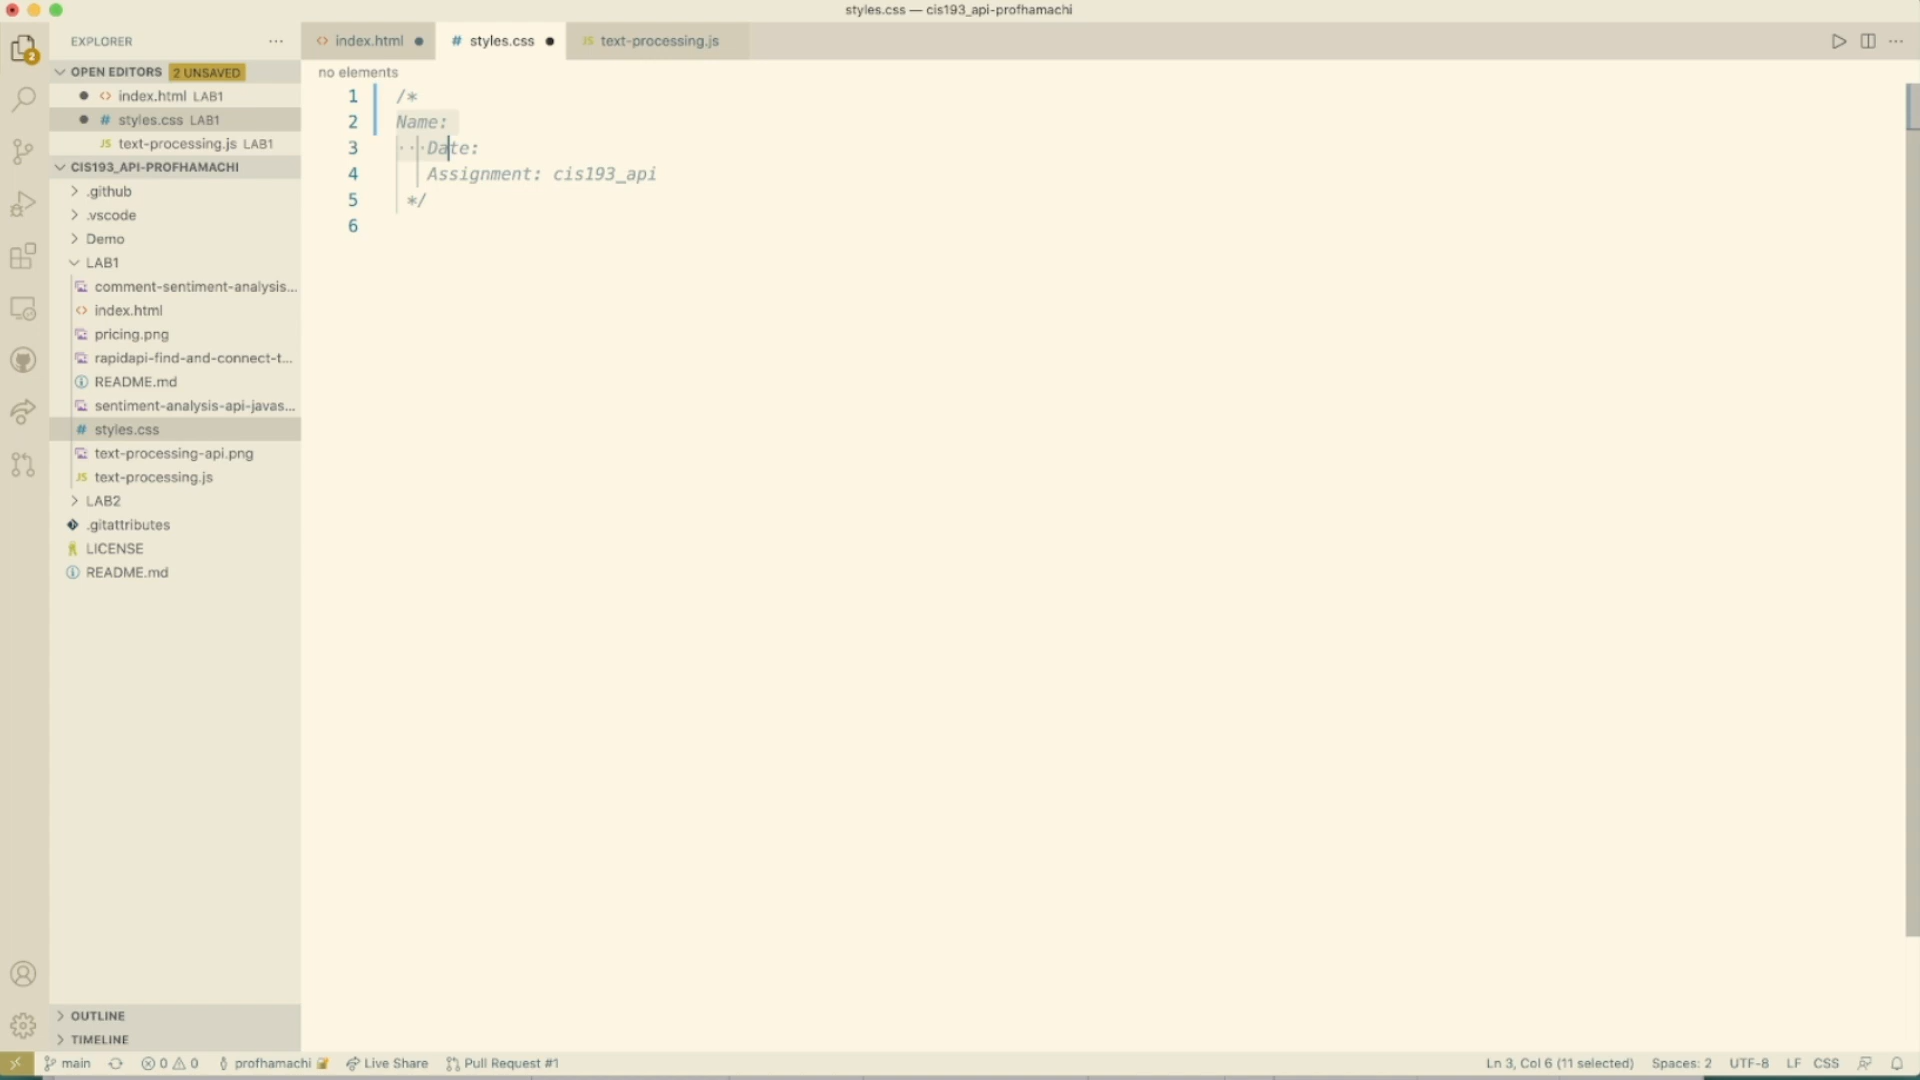 styles.css — cis193_api-profhamachi
EXPLORER
index.html
# styles.css
JS text-processing.js
OPEN EDITORS 2 UNSAVED
index.html LAB1
# styles.css LAB1
JS text-processing.js LAB1
CIS193_API-PROFHAMACHI
.github
.vscode
Demo
LAB1
comment-sentiment-analysis...
index.html
pricing.png
rapidapi-find-and-connect-t...
README.md
sentiment-analysis-api-javas...
# styles.css
text-processing-api.png
JS text-processing.js
LAB2
.gitattributes
LICENSE
README.md
OUTLINE
TIMELINE
no elements
1 /*
2 Name:
3 ···Date:
4 Assignment: cis193_api
5 */
6
2
main 0 0 profhamachi Live Share Pull Request #1
Ln 3, Col 6 (11 selected) Spaces: 2 UTF-8 LF CSS